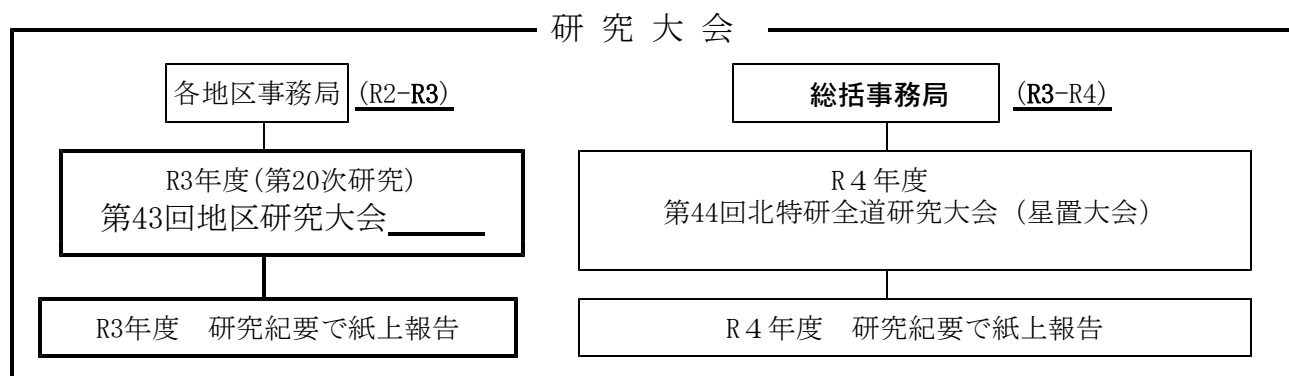 研 究 大 会
各地区事務局 (R2-R3)
総括事務局 (R3-R4)
R3年度(第20次研究)
第43回地区研究大会
R４年度
第44回北特研全道研究大会（星置大会）
R3年度　研究紀要で紙上報告
R４年度　研究紀要で紙上報告